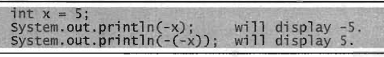 int x = 5;
System.out.println(-x);     will display -5.
System.out.println(-(-x));  will display 5.